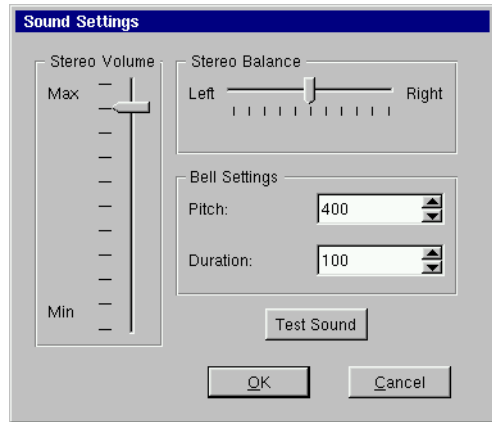 Sound Settings
Stereo Volume
Max
Min
Stereo Balance
Left Right
Bell Settings
Pitch: 400
Duration: 100
Test Sound
OK Cancel